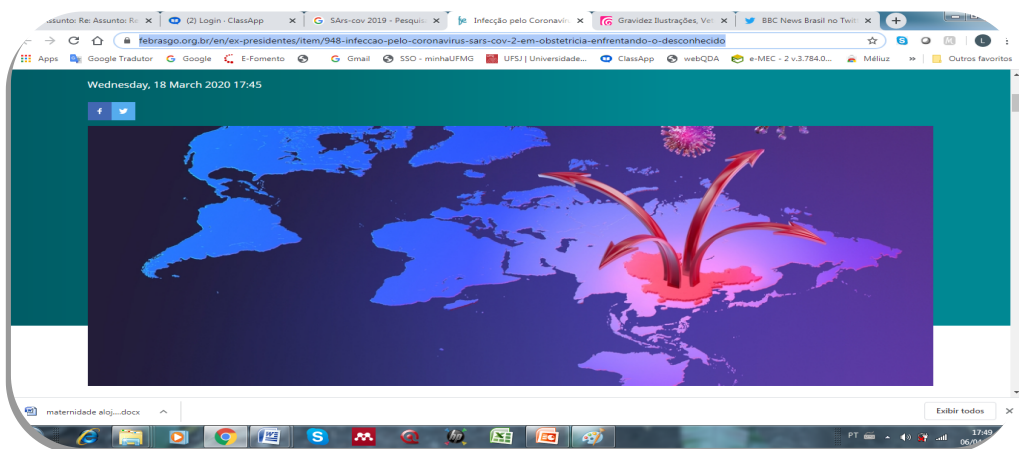 Assunto: Re: Assunto: Re
(2) Login · ClassApp
SArs-cov 2019 - Pesquis
Infecção pelo Coronavír
Gravidez Ilustrações, Vet
BBC News Brasil no Twit
febrasgo.org.br/en/ex-presidentes/item/948-infeccao-pelo-coronavirus-sars-cov-2-em-obstetricia-enfrentando-o-desconhecido
Apps Google Tradutor Google E-Fomento Gmail SSO - minhaUFMG UFSJ | Universidade... ClassApp webQDA e-MEC - 2 v.3.784.0... Méliuz » Outros favoritos
Wednesday, 18 March 2020 17:45
maternidade aloj....docx
Exibir todos
PT
17:49